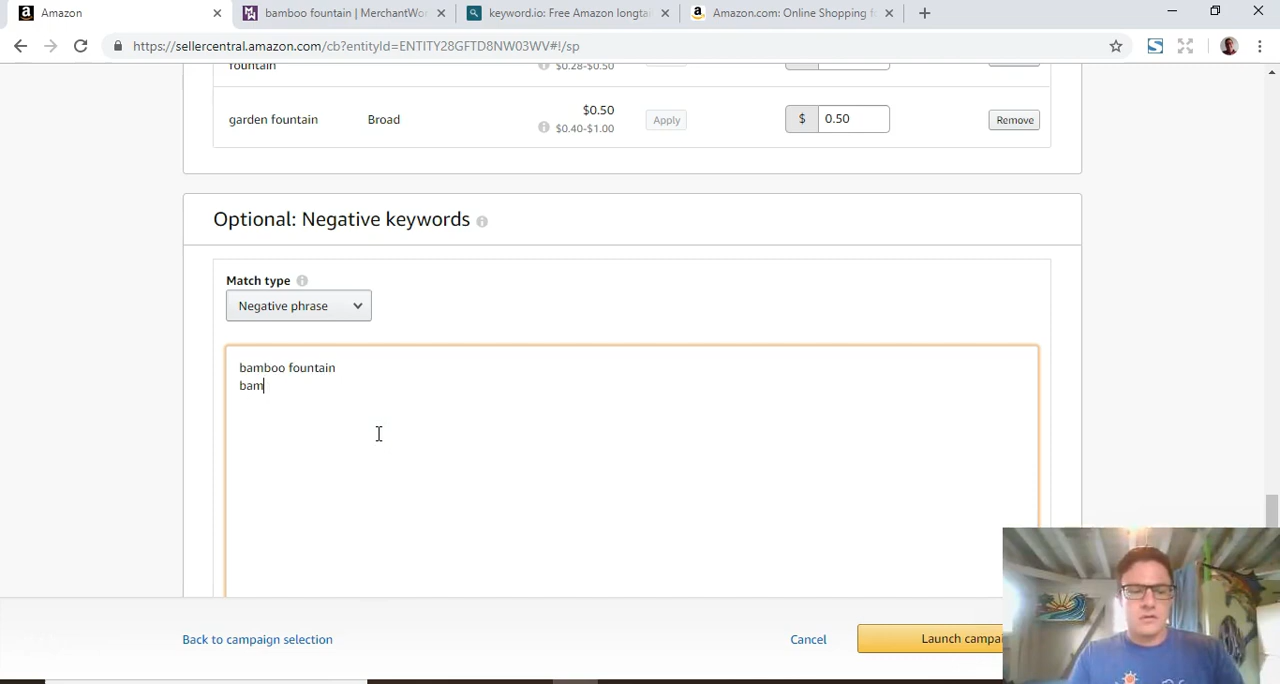 Amazon
bamboo fountain | MerchantWo
keyword.io: Free Amazon longtai
Amazon.com: Online Shopping f
https://sellercentral.amazon.com/cb?entityId=ENTITY28GFTD8NW03WV#!/sp
fountain
$0.28-$0.50
garden fountain Broad $0.50 Apply $ 0.50 Remove
$0.40-$1.00
Optional: Negative keywords
Match type
Negative phrase
bamboo fountain
bam
Back to campaign selection Cancel Launch campa